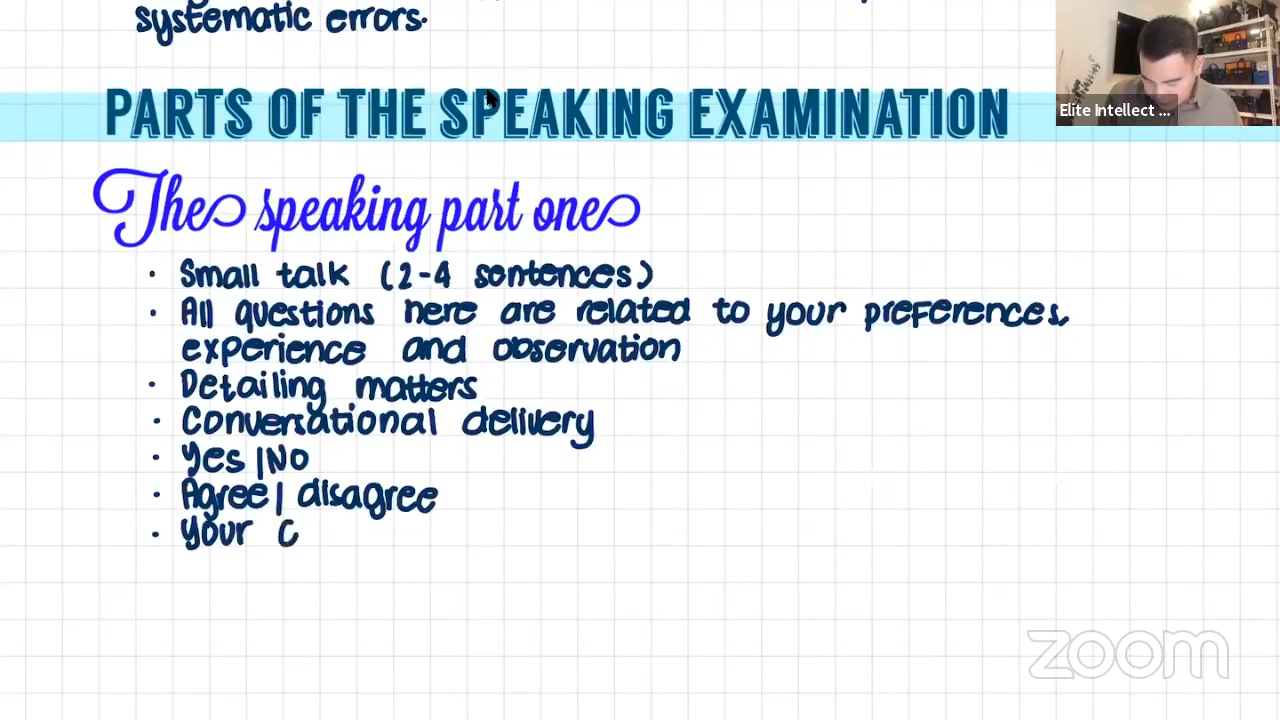 systematic errors.
Elite Intellect ...
PARTS OF THE SPEAKING EXAMINATION
The speaking part one
· Small talk (2-4 sentences)
· All questions here are related to your preferences,
experience and observation
· Detailing matters
· Conversational delivery
· Yes|No
· Agree| disagree
· Your C
zoom